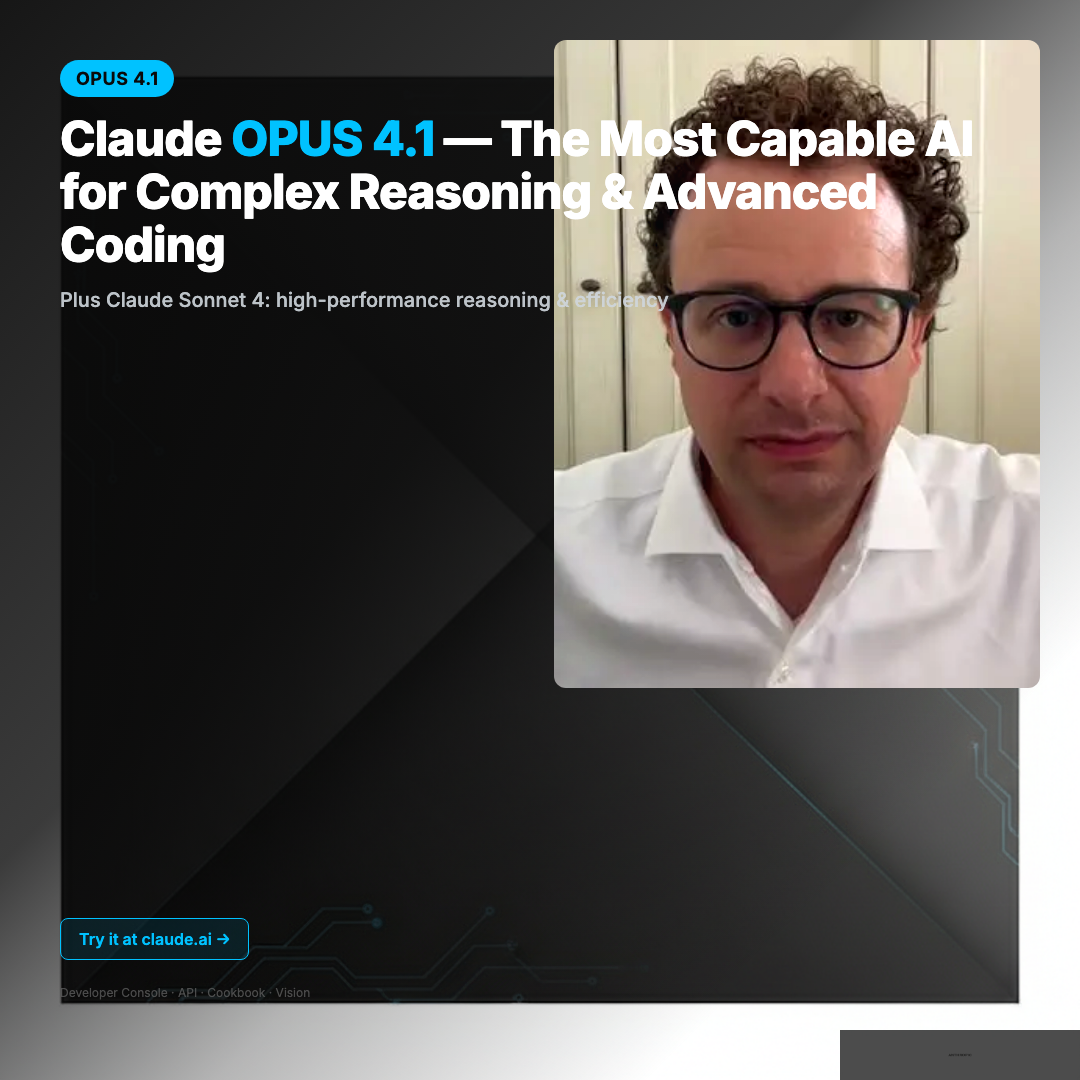 OPUS 4.1
Claude OPUS 4.1 — The Most Capable AI
for Complex Reasoning & Advanced
Coding
Plus Claude Sonnet 4: high-performance reasoning & efficiency
Try it at claude.ai →
Developer Console · API · Cookbook · Vision